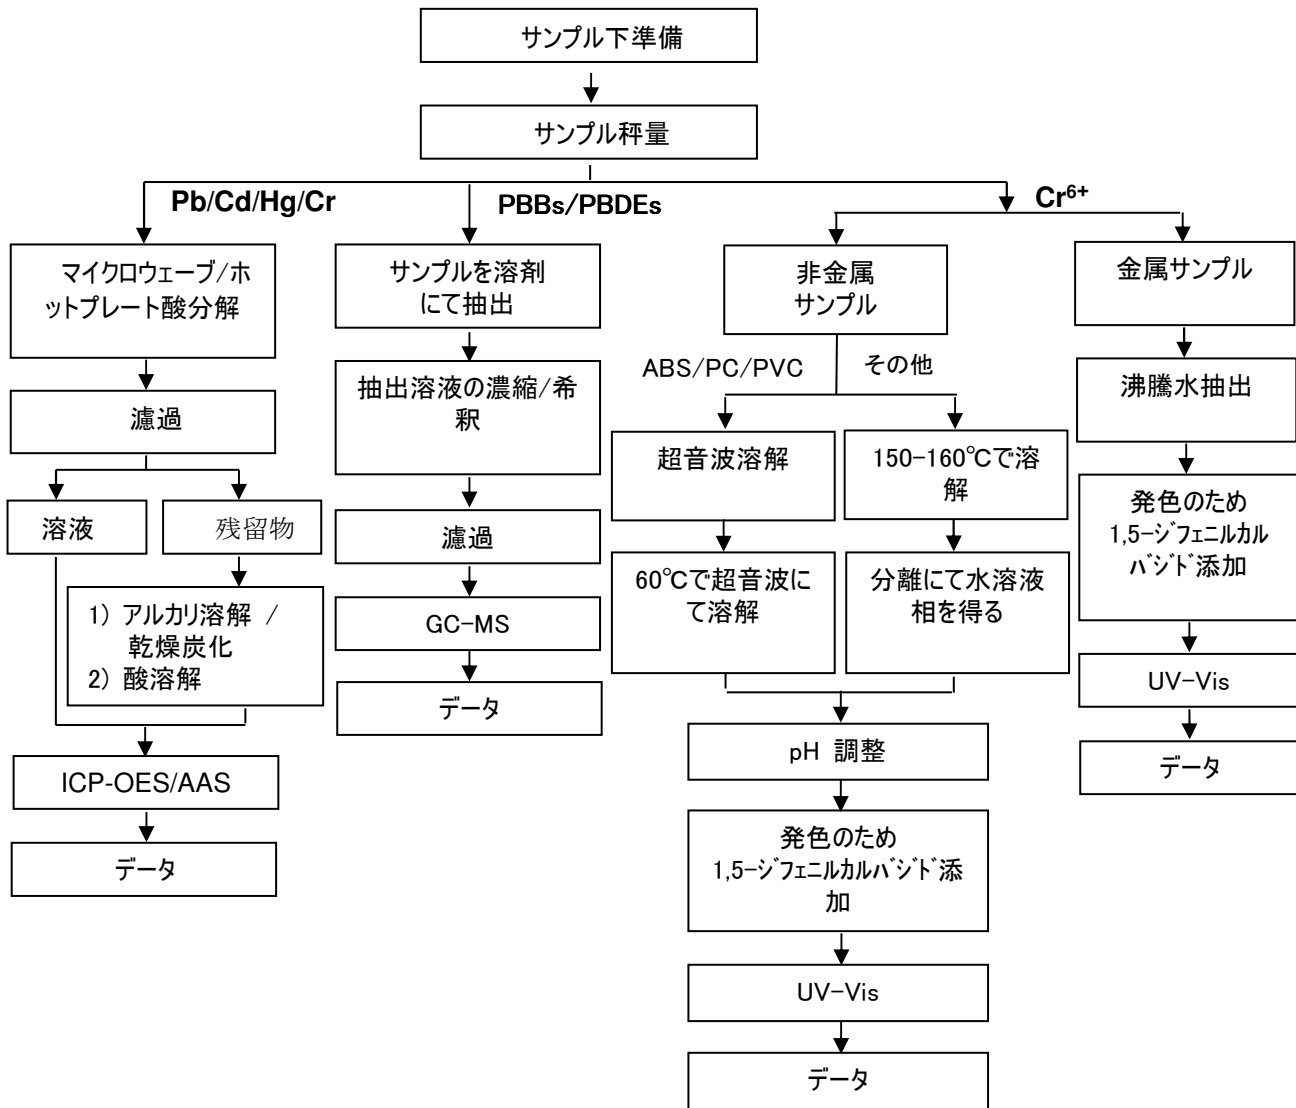 サンプル下準備
サンプル秤量
Pb/Cd/Hg/Cr
PBBs/PBDEs
Cr6+
マイクロウェーブ/ホ
ットプレート酸分解
濾過
溶液
残留物
1) アルカリ溶解 /
乾燥炭化
2) 酸溶解
ICP-OES/AAS
データ
サンプルを溶剤
にて抽出
抽出溶液の濃縮/希
釈
濾過
GC-MS
データ
非金属
サンプル
ABS/PC/PVC
その他
超音波溶解
60℃で超音波に
て溶解
150-160℃で溶
解
分離にて水溶液
相を得る
pH 調整
発色のため
1,5-ジフェニルカルバジド添
加
UV-Vis
データ
金属サンプル
沸騰水抽出
発色のため
1,5-ジフェニルカル
バジド添加
UV-Vis
データ